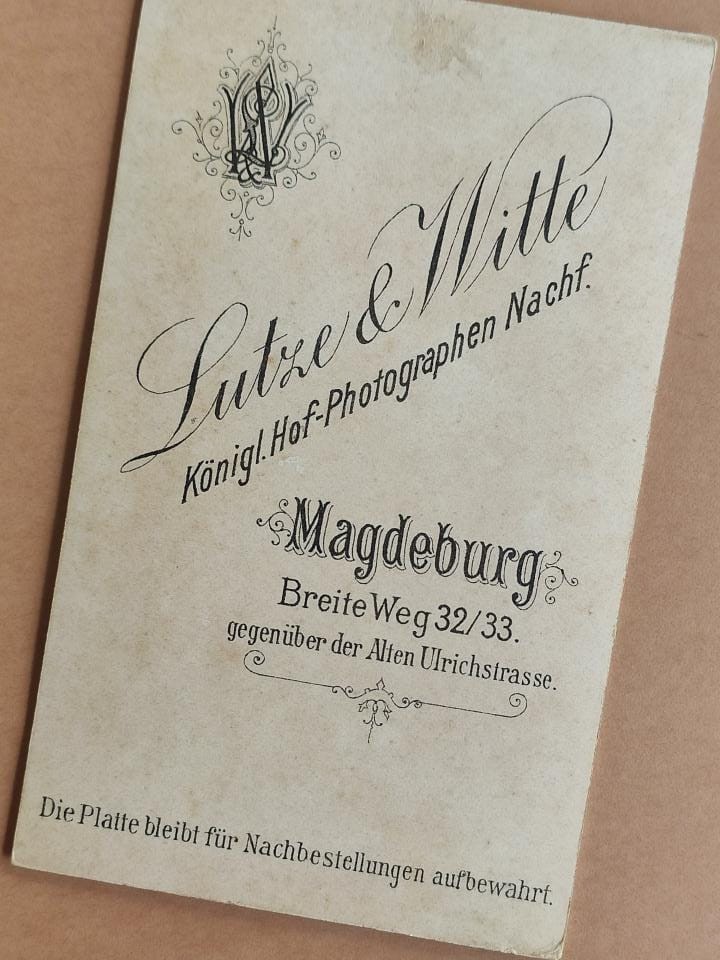 L&W
Lutze & Witte
Königl. Hof-Photographen Nachf.
Magdeburg
Breite Weg 32/33.
gegenüber der Alten Ulrichstrasse.
Die Platte bleibt für Nachbestellungen aufbewahrt.